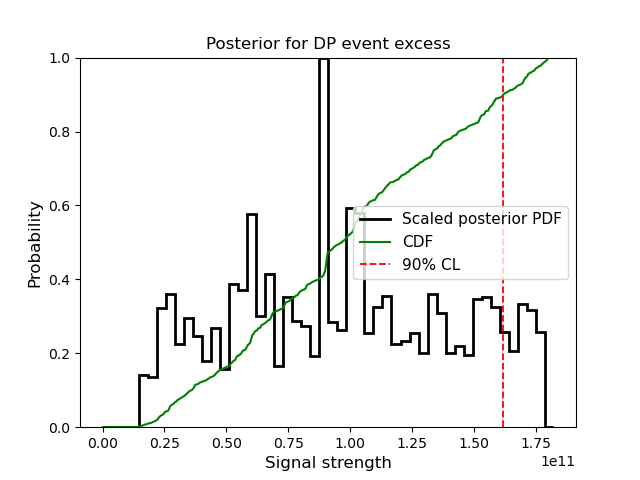 Posterior for DP event excess
1.0
0.8
0.6
0.4
0.2
0.0
Probability
Scaled posterior PDF
CDF
90% CL
0.00 0.25 0.50 0.75 1.00 1.25 1.50 1.75
1e11
Signal strength